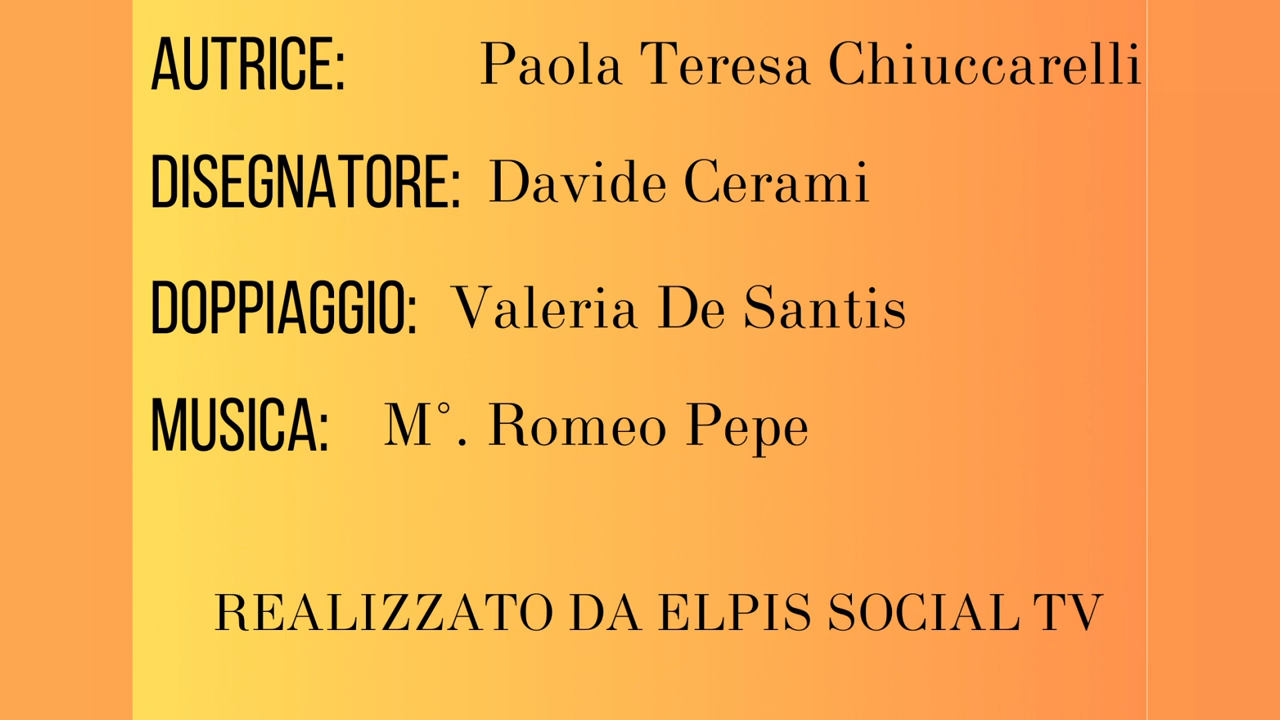 AUTRICE: Paola Teresa Chiuccarelli
DISEGNATORE: Davide Cerami
DOPPIAGGIO: Valeria De Santis
MUSICA: M°. Romeo Pepe
REALIZZATO DA ELPIS SOCIAL TV